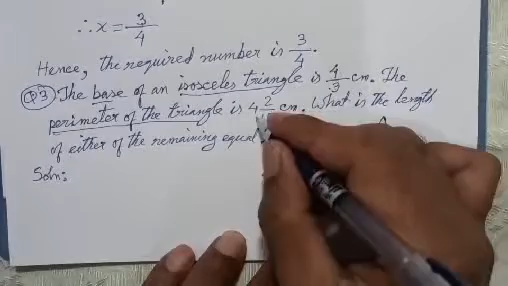 ∴ x = 3/4
Hence, the required number is 3/4.
Q3 The base of an isosceles triangle is 4/3 cm. The
perimeter of the triangle is 4 2/ cm. What is the length
of either of the remaining equal
Soln: